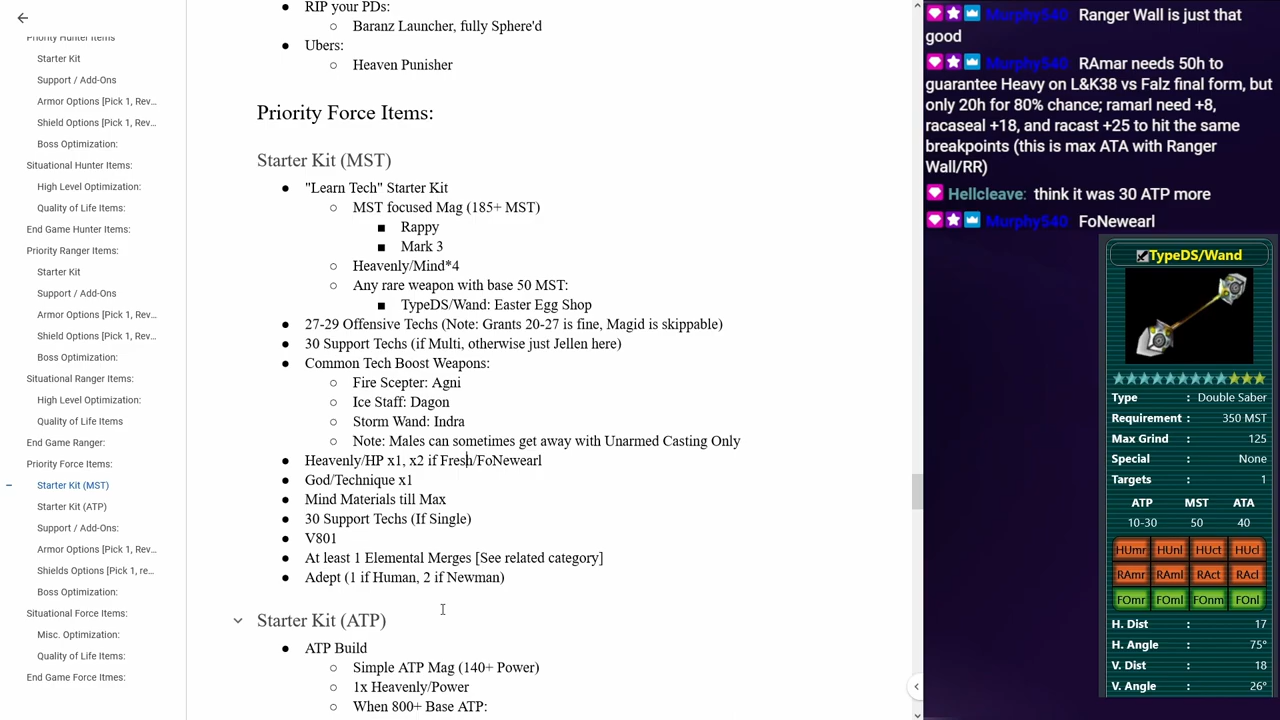 Priority Hunter Items
Starter Kit
Support / Add-Ons
Armor Options [Pick 1, Rev...
Shield Options [Pick 1, Rev...
Boss Optimization:
Situational Hunter Items:
High Level Optimization:
Quality of Life Items:
End Game Hunter Items:
Priority Ranger Items:
Starter Kit
Support / Add-Ons
Armor Options [Pick 1, Rev...
Shield Options [Pick 1, Rev...
Boss Optimization:
Situational Ranger Items:
High Level Optimization:
Quality of Life Items
End Game Ranger:
Priority Force Items:
Starter Kit (MST)
Starter Kit (ATP)
Support / Add-Ons:
Armor Options [Pick 1, Rev...
Shields Options [Pick 1, re...
Boss Optimization:
Situational Force Items:
Misc. Optimization:
Quality of Life Items:
End Game Force Itmes:
RIP your PDs:
Baranz Launcher, fully Sphere'd
Ubers:
Heaven Punisher
Priority Force Items:
Starter Kit (MST)
"Learn Tech" Starter Kit
MST focused Mag (185+ MST)
Rappy
Mark 3
Heavenly/Mind*4
Any rare weapon with base 50 MST:
TypeDS/Wand: Easter Egg Shop
27-29 Offensive Techs (Note: Grants 20-27 is fine, Magid is skippable)
30 Support Techs (if Multi, otherwise just Jellen here)
Common Tech Boost Weapons:
Fire Scepter: Agni
Ice Staff: Dagon
Storm Wand: Indra
Note: Males can sometimes get away with Unarmed Casting Only
Heavenly/HP x1, x2 if Fresh/FoNewearl
God/Technique x1
Mind Materials till Max
30 Support Techs (If Single)
V801
At least 1 Elemental Merges [See related category]
Adept (1 if Human, 2 if Newman)
Starter Kit (ATP)
ATP Build
Simple ATP Mag (140+ Power)
1x Heavenly/Power
When 800+ Base ATP:
Murphy540 Ranger Wall is just that
good
Murphy540 RAmar needs 50h to
guarantee Heavy on L&K38 vs Falz final form, but
only 20h for 80% chance; ramarl need +8,
racaseal +18, and racast +25 to hit the same
breakpoints (this is max ATA with Ranger
Wall/RR)
Hellcleave: think it was 30 ATP more
Murphy540 FoNewearl
TypeDS/Wand
Type : Double Saber
Requirement : 350 MST
Max Grind : 125
Special : None
Targets : 1
ATP MST ATA
10-30 50 40
HUmr HUnl HUct HUcl
RAmr RAml RAct RAcl
FOmr FOml FOnm FOnl
H. Dist : 17
H. Angle : 75°
V. Dist : 18
V. Angle : 26°